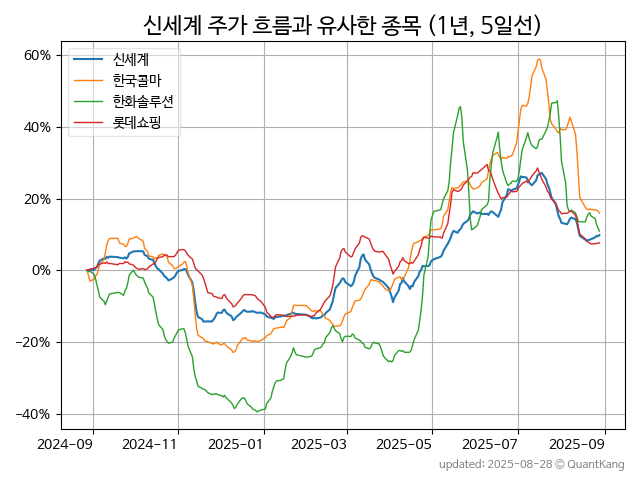 신세계 주가 흐름과 유사한 종목 (1년, 5일선)
60%
40%
20%
0%
−20%
−40%
신세계
한국콜마
한화솔루션
롯데쇼핑
2024-09
2024-11
2025-01
2025-03
2025-05
2025-07
2025-09
updated: 2025-08-28 © QuantKang